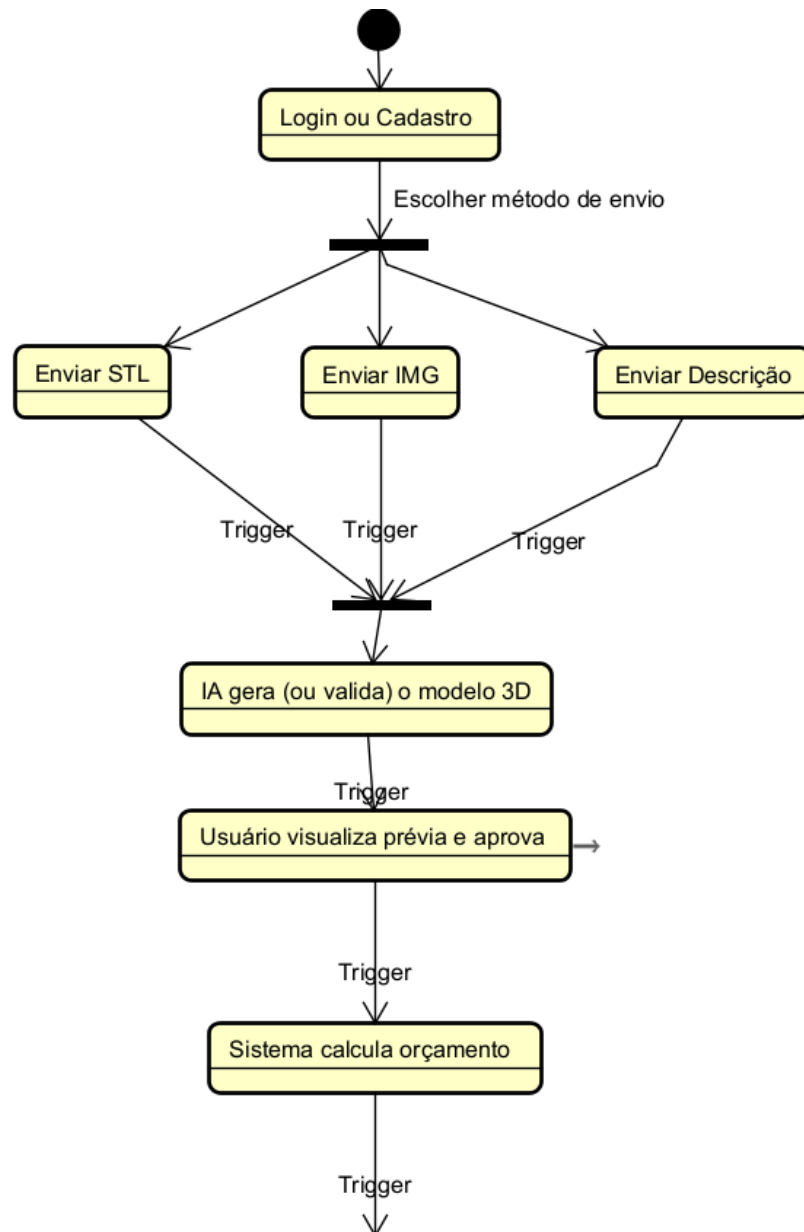 Login ou Cadastro
Escolher método de envio
Enviar STL
Enviar IMG
Enviar Descrição
Trigger
Trigger
Trigger
IA gera (ou valida) o modelo 3D
Trigger
Usuário visualiza prévia e aprova
Trigger
Sistema calcula orçamento
Trigger